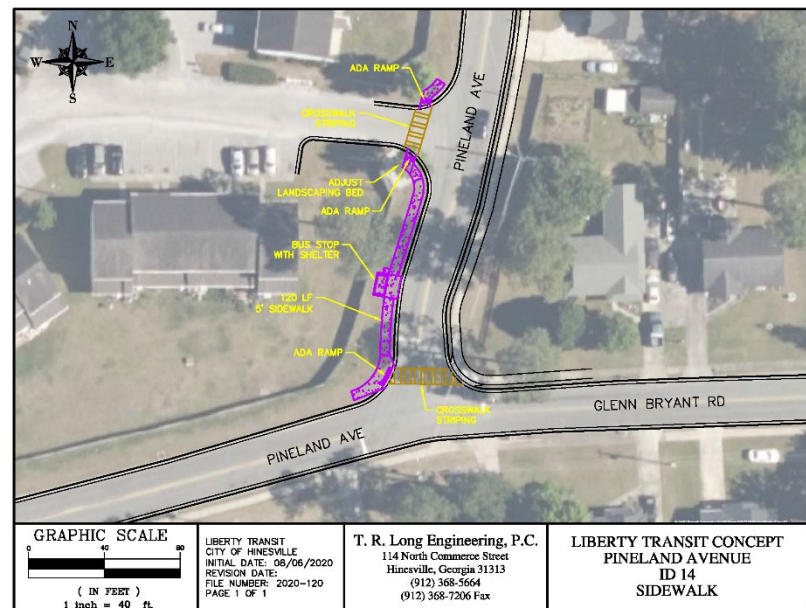 N
W
E
S
ADA RAMP
CROSSWALK
STRIPING
PINELAND AVE
ADJUST
LANDSCAPING BED
ADA RAMP
BUS STOP
WITH SHELTER
120 LF
5' SIDEWALK
ADA RAMP
CROSSWALK
STRIPING
GLENN BRYANT RD
PINELAND AVE
GRAPHIC SCALE
0 40 80
( IN FEET )
1 inch = 40 ft.
LIBERTY TRANSIT
CITY OF HINESVILLE
INITIAL DATE: 08/06/2020
REVISION DATE:
FILE NUMBER: 2020-120
PAGE 1 OF 1
T. R. Long Engineering, P.C.
114 North Commerce Street
Hinesville, Georgia 31313
(912) 368-5664
(912) 368-7206 Fax
LIBERTY TRANSIT CONCEPT
PINELAND AVENUE
ID 14
SIDEWALK